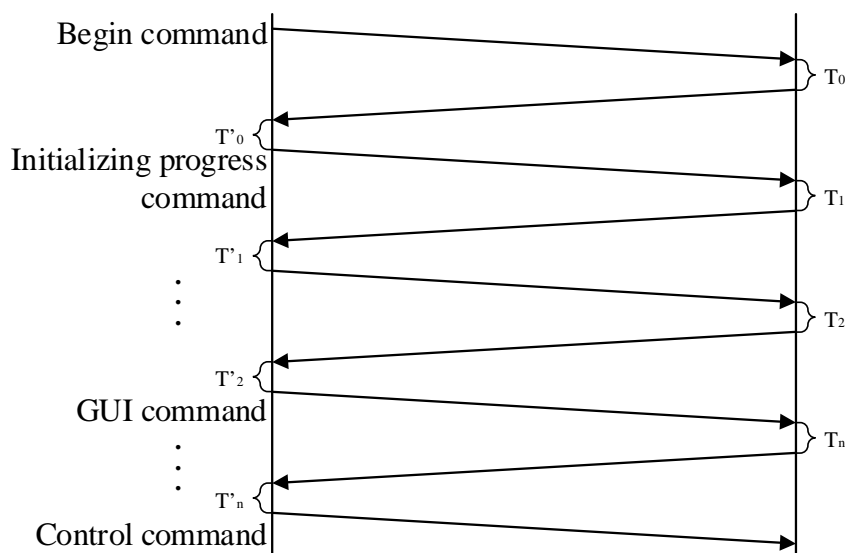 Begin command
T0
T'0
Initializing progress
command
T1
T'1
T2
T'2
GUI command
Tn
T'n
Control command